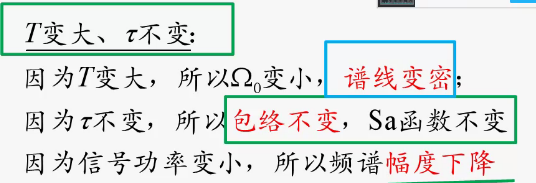 T变大、τ不变:
因为T变大，所以Ω₀变小，谱线变密；
因为τ不变，所以包络不变，Sa函数不变
因为信号功率变小，所以频谱幅度下降